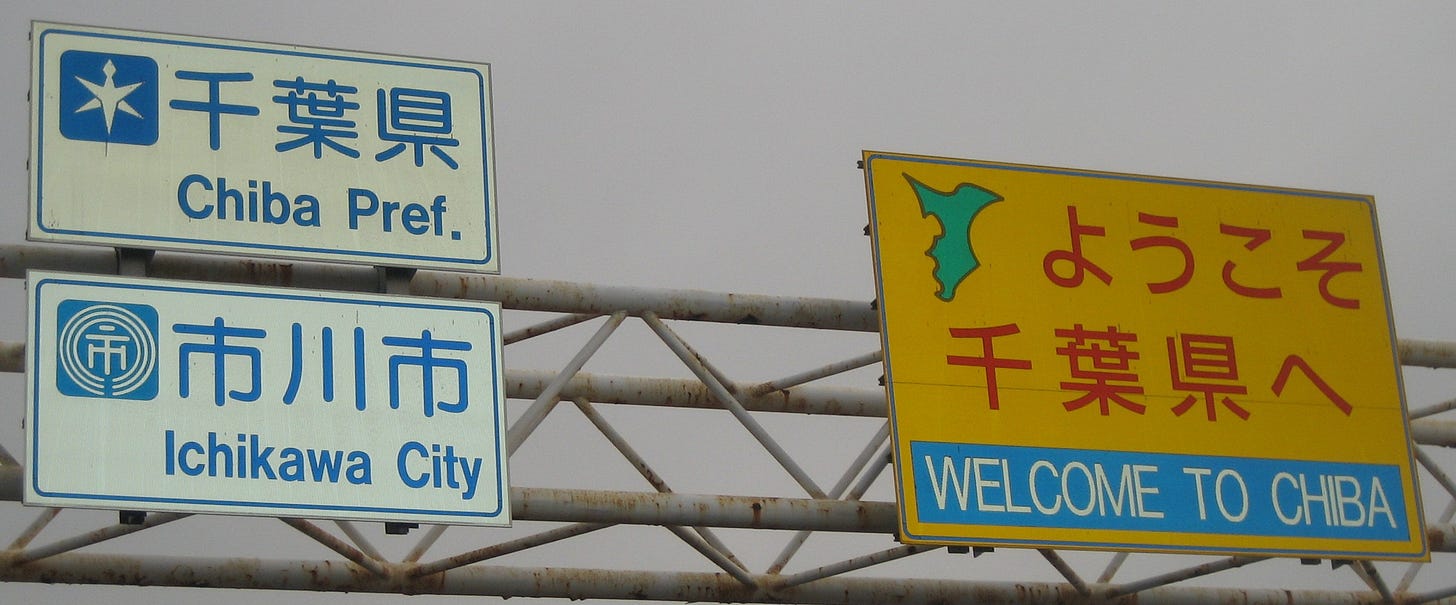 千葉県
Chiba Pref.
市
市川市
Ichikawa City
ようこそ
千葉県へ
WELCOME TO CHIBA